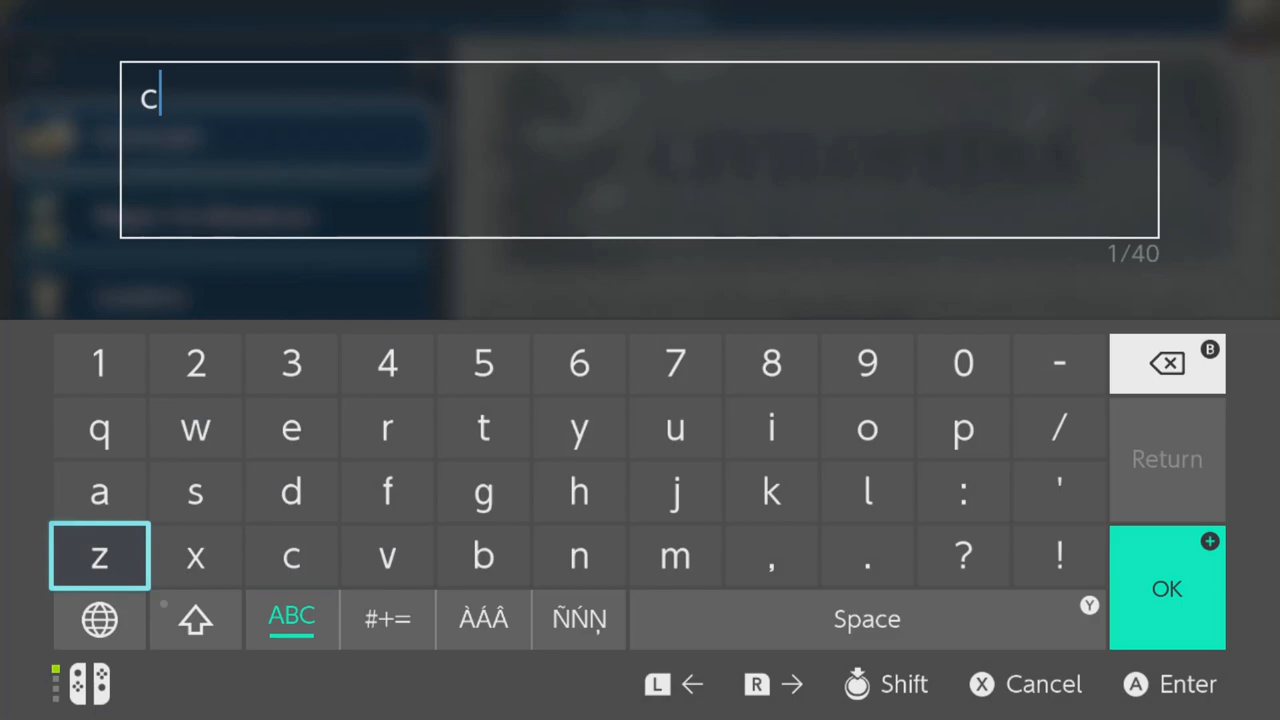 c
1/40
1 2 3 4 5 6 7 8 9 0 - B
q w e r t y u i o p /
Return
a s d f g h j k l : '
z x c v b n m , . ? ! +
OK
ABC #+= ÀÁÂ ÑŃŅ Space Y
L ← R → Shift X Cancel A Enter